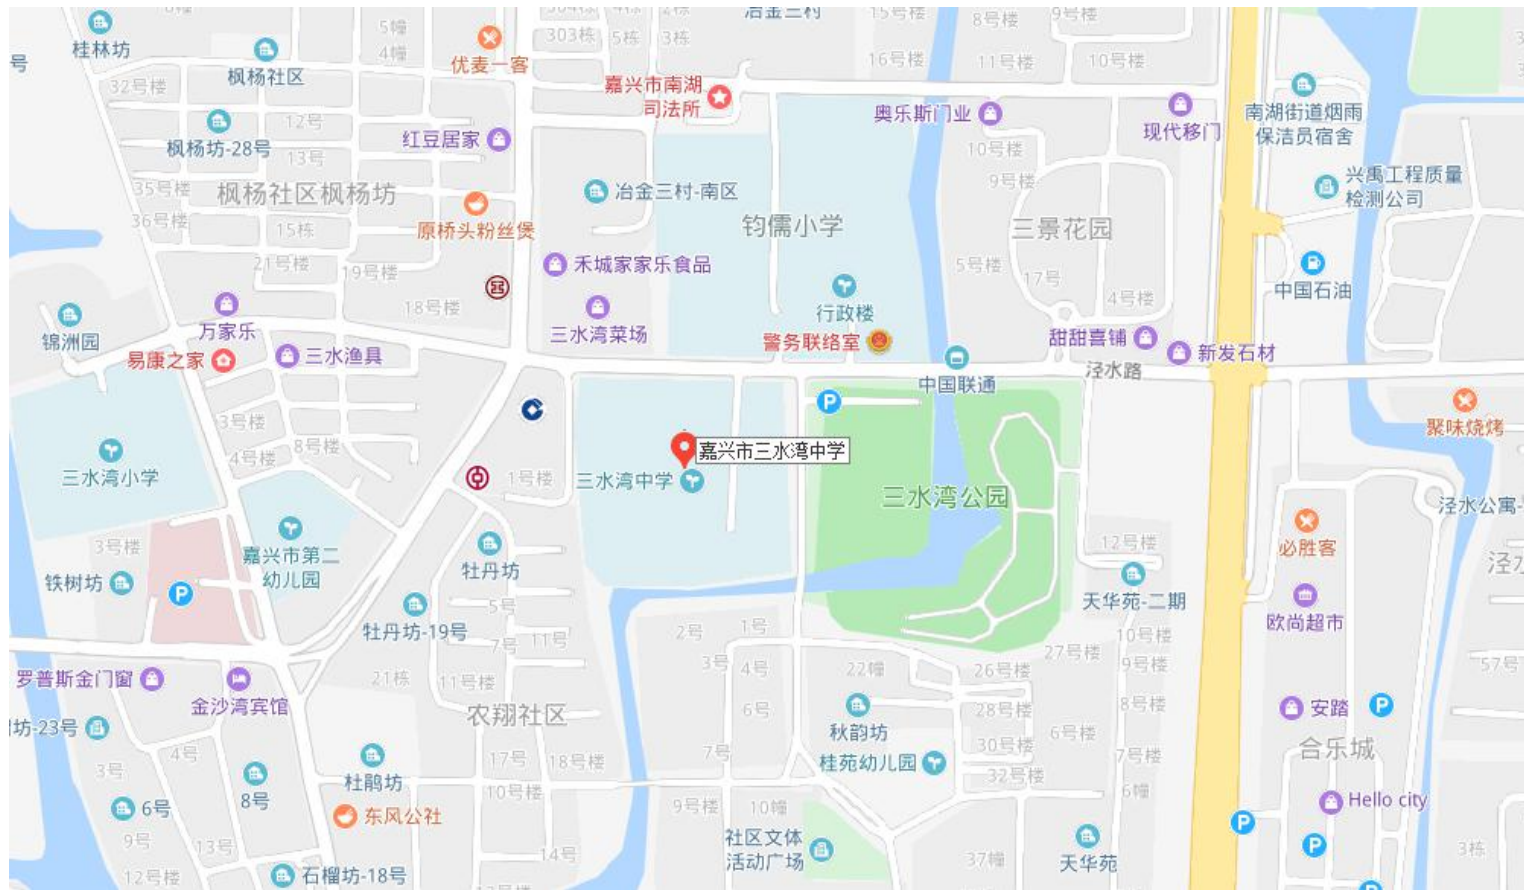 桂林坊
号
枫杨社区
5幢
4幢
优麦一客
303栋
5栋
3栋
嘉兴市南湖
司法所
冶金三村
15号楼
8号楼
9号楼
16号楼
11号楼
10号楼
32号楼
12号
枫杨坊-28号
13号
红豆居家
奥乐斯门业
现代移门
南湖街道烟雨
保洁员宿舍
兴禹工程质量
检测公司
35号楼
36号楼
枫杨社区枫杨坊
15栋
原桥头粉丝煲
冶金三村-南区
钧儒小学
10号楼
9号楼
三景花园
21号楼
19号楼
18号楼
禾城家家乐食品
三水湾菜场
行政楼
警务联络室
5号楼
17号
4号楼
中国石油
锦洲园
万家乐
易康之家
三水渔具
甜甜喜铺
新发石材
中国联通
泾水路
P
聚味烧烤
3号楼
4号楼
8号楼
三水湾小学
1号楼
嘉兴市三水湾中学
三水湾中学
三水湾公园
泾水公寓-
必胜客
3号楼
嘉兴市第二
幼儿园
铁树坊
P
牡丹坊
5号
牡丹坊-19号
7号
11号
12号楼
天华苑-二期
欧尚超市
10号楼
2号
1号
3号
4号
22幢
26号楼
27号楼
9号楼
57号
罗普斯金门窗
金沙湾宾馆
21栋
11号楼
农翔社区
6号
28号楼
8号楼
安踏
P
坊-23号
4号
秋韵坊
30号楼
6号楼
7号楼
合乐城
3号
8号
杜鹃坊
17号
18号楼
7号
桂苑幼儿园
32号楼
6幢
Hello city
6号
东风公社
10号楼
9号楼
10幢
P
9号
13号
14号
社区文体
活动广场
37幢
天华苑
P
3栋
12号楼
石榴坊-18号
P